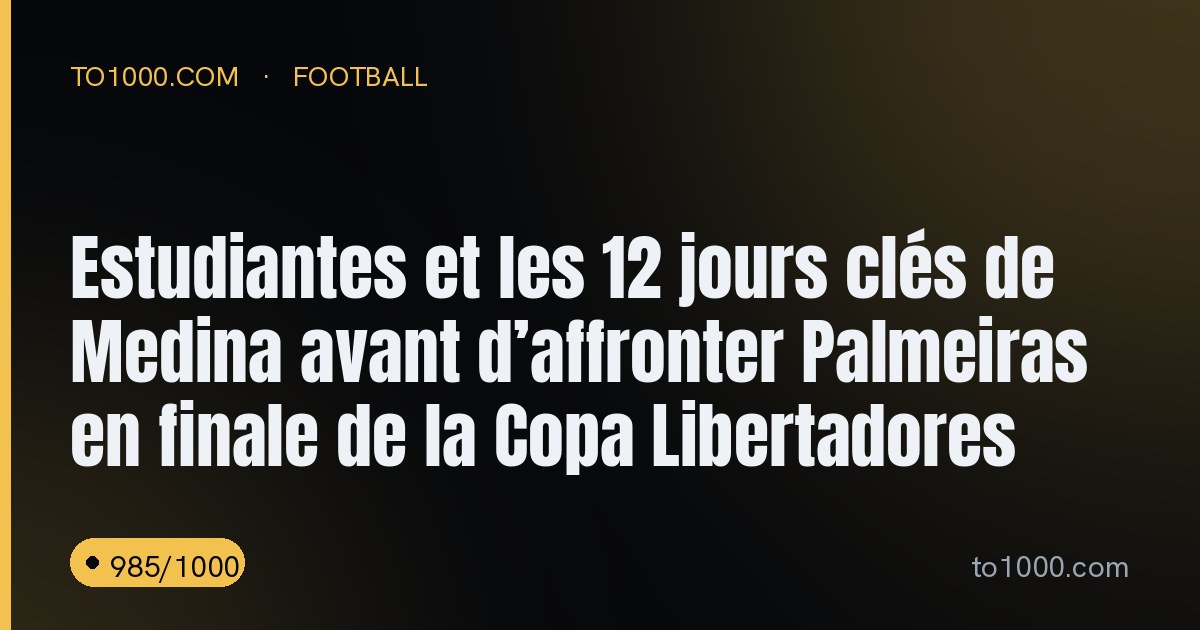 TO1000.COM · FOOTBALL
Estudiantes et les 12 jours clés de
Medina avant d’affronter Palmeiras
en finale de la Copa Libertadores
985/1000
to1000.com